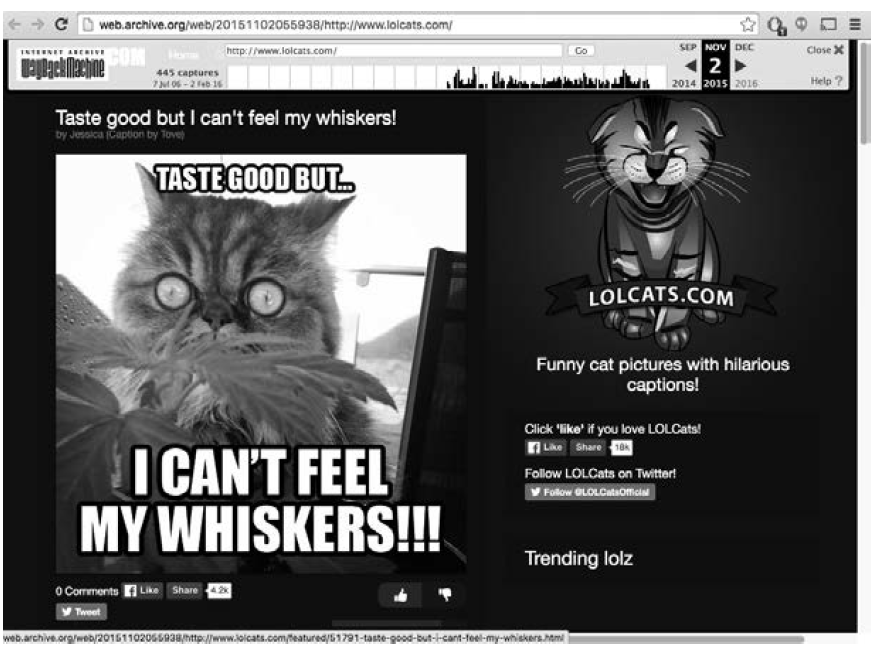 web.archive.org/web/20151102055938/http://www.lolcats.com/
INTERNET ARCHIVE
WayBackMachine
.COM
Home
http://www.lolcats.com/
Go
SEP NOV DEC
Close
445 captures
7 Jul 06 – 2 Feb 16
2
2014 2015 2016
Help ?
Taste good but I can't feel my whiskers!
by Jessica (Caption by Tove)
TASTE GOOD BUT...
I CAN'T FEEL
MY WHISKERS!!!
0 Comments Like Share 4.2k
Tweet
LOLCATS.COM
Funny cat pictures with hilarious
captions!
Click 'like' if you love LOLCats!
Like Share 18k
Follow LOLCats on Twitter!
Follow @LOLCatsOfficial
Trending lolz
web.archive.org/web/20151102055938/http://www.lolcats.com/featured/51791-taste-good-but-i-cant-feel-my-whiskers.html